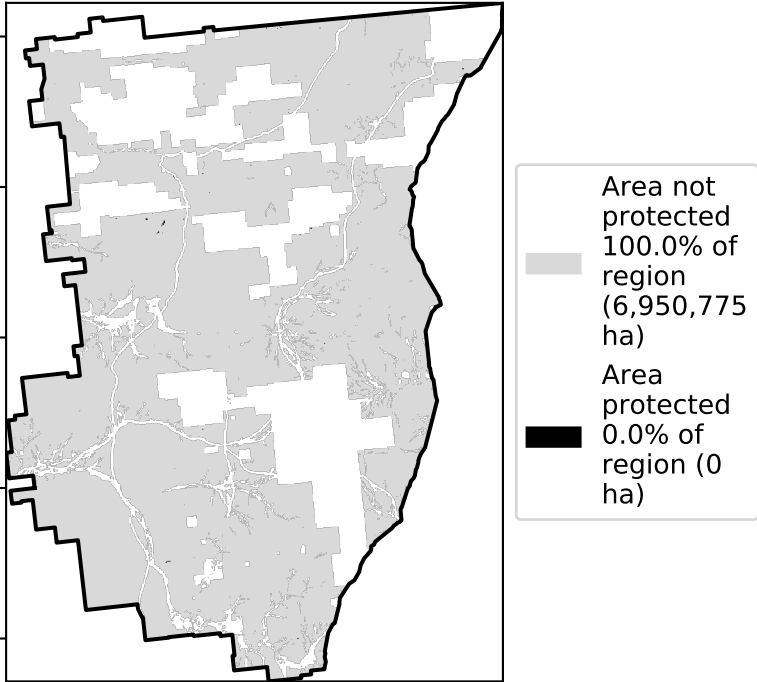 Area not
protected
100.0% of
region
(6,950,775
ha)
Area
protected
0.0% of
region (0
ha)